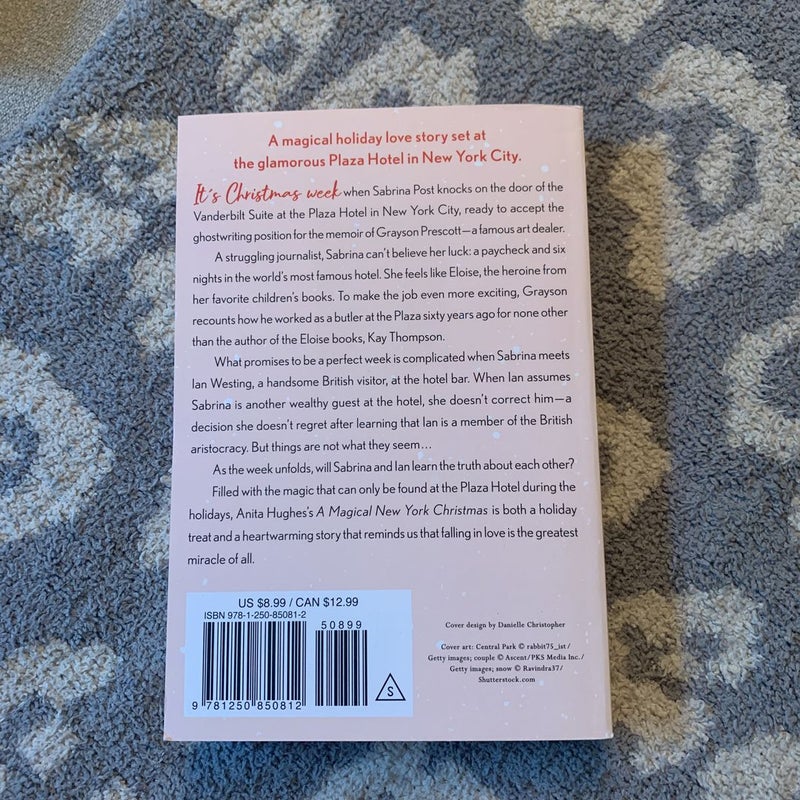 A magical holiday love story set at
the glamorous Plaza Hotel in New York City.
It's Christmas week when Sabrina Post knocks on the door of the
Vanderbilt Suite at the Plaza Hotel in New York City, ready to accept the
ghostwriting position for the memoir of Grayson Prescott—a famous art dealer.
A struggling journalist, Sabrina can't believe her luck: a paycheck and six
nights in the world's most famous hotel. She feels like Eloise, the heroine from
her favorite children's books. To make the job even more exciting, Grayson
recounts how he worked as a butler at the Plaza sixty years ago for none other
than the author of the Eloise books, Kay Thompson.
What promises to be a perfect week is complicated when Sabrina meets
Ian Westing, a handsome British visitor, at the hotel bar. When Ian assumes
Sabrina is another wealthy guest at the hotel, she doesn't correct him—a
decision she doesn't regret after learning that Ian is a member of the British
aristocracy. But things are not what they seem…
As the week unfolds, will Sabrina and Ian learn the truth about each other?
Filled with the magic that can only be found at the Plaza Hotel during the
holidays, Anita Hughes's A Magical New York Christmas is both a holiday
treat and a heartwarming story that reminds us that falling in love is the greatest
miracle of all.
US $8.99 / CAN $12.99
ISBN 978-1-250-85081-2
50899
9 781250 850812
S
Cover design by Danielle Christopher
Cover art: Central Park © rabbit75_ist/
Getty images; couple © Ascent/PKS Media Inc./
Getty images; snow © Ravindra37/
Shutterstock.com